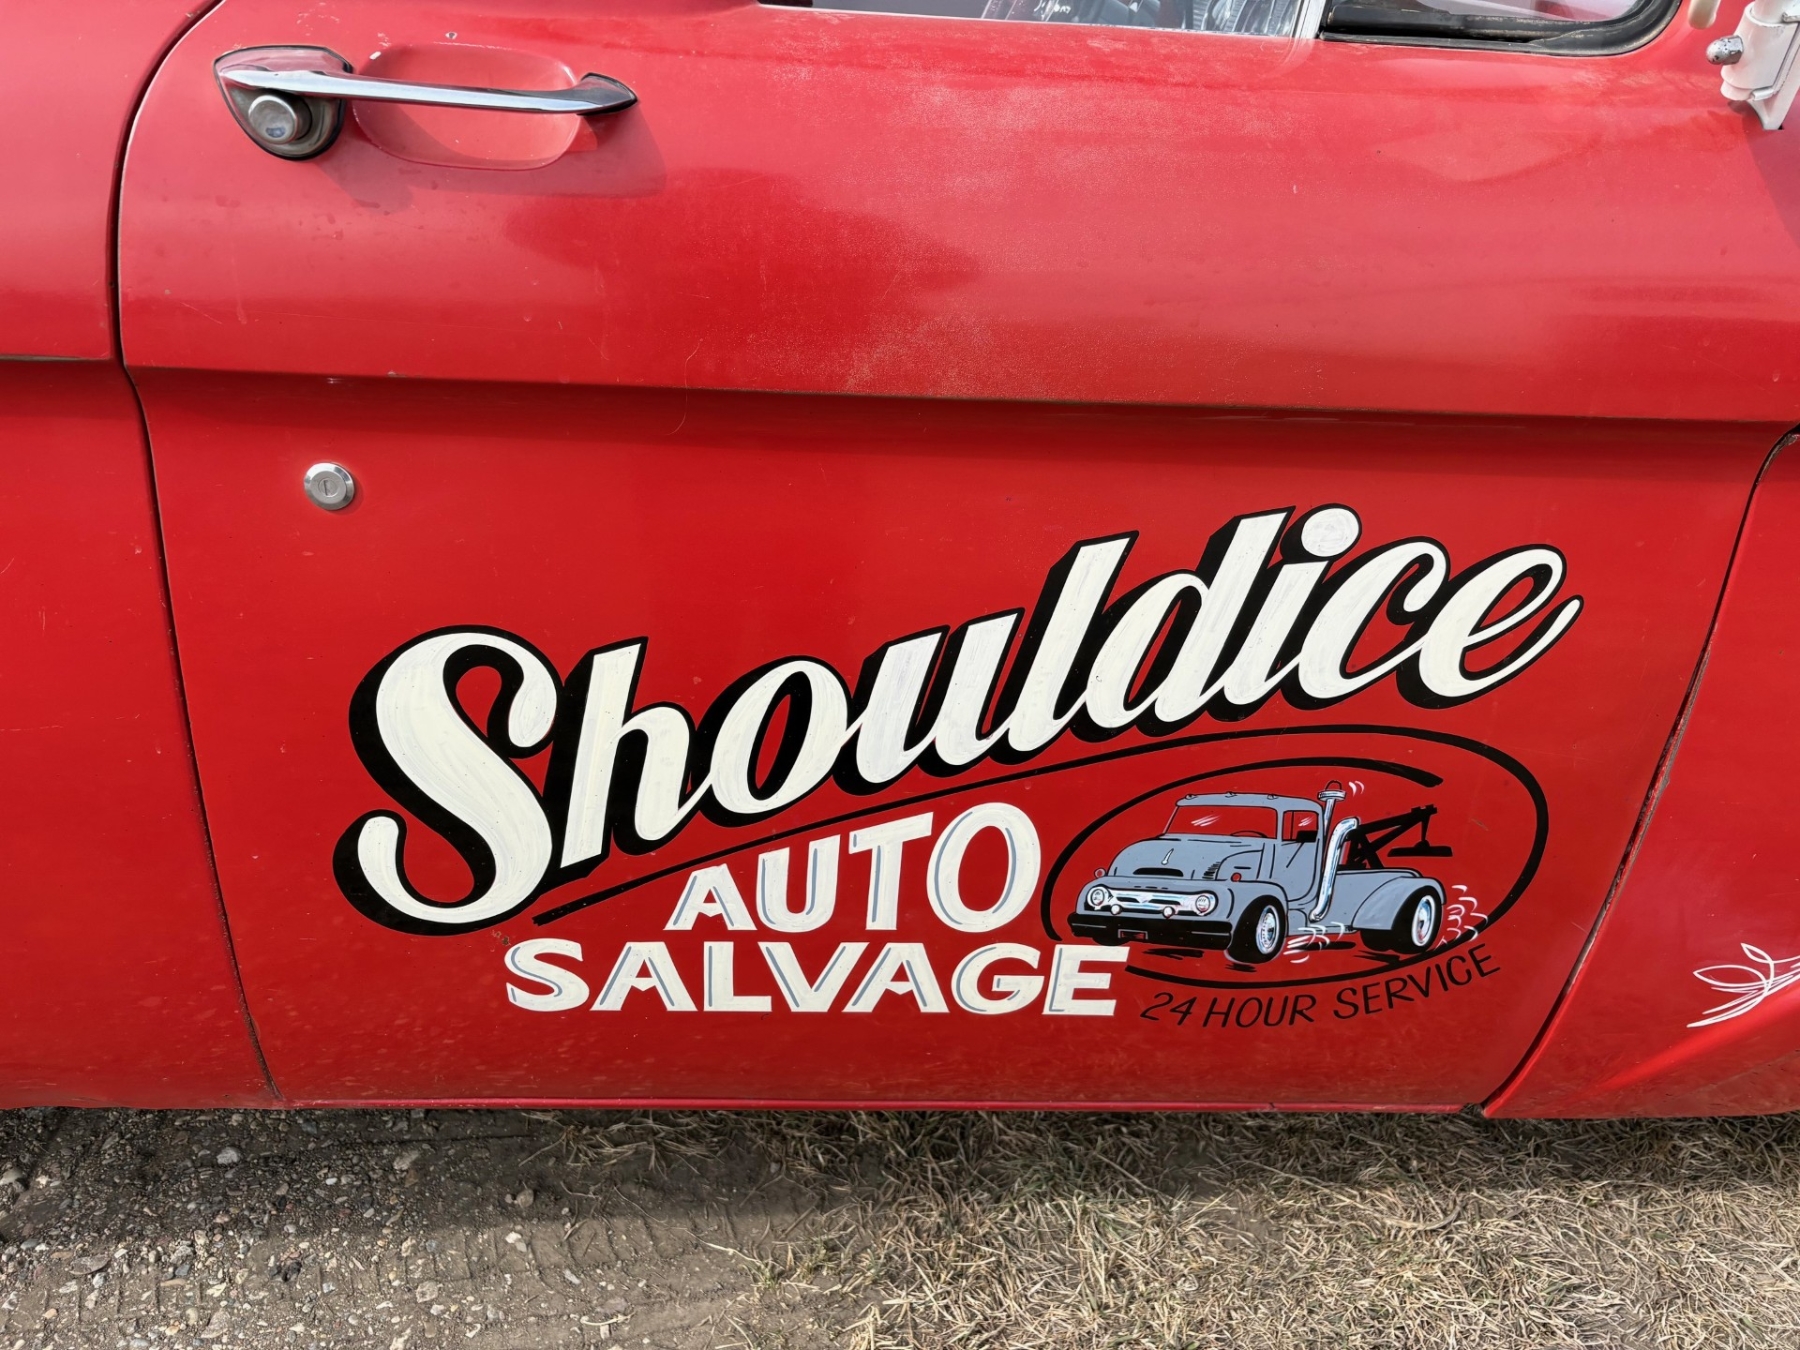 Shouldice
AUTO
SALVAGE
24 HOUR SERVICE